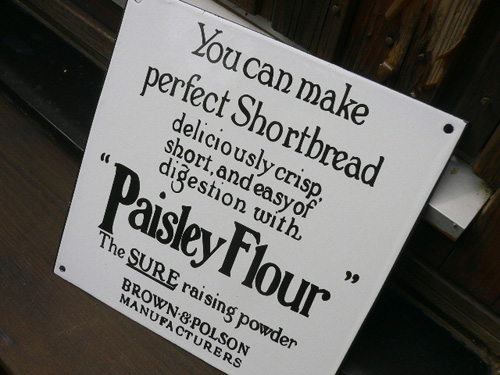 You can make
perfect Shortbread
deliciously crisp,
short, and easy of
digestion with
"Paisley Flour"
The SURE raising powder
BROWN & POLSON
MANUFACTURERS